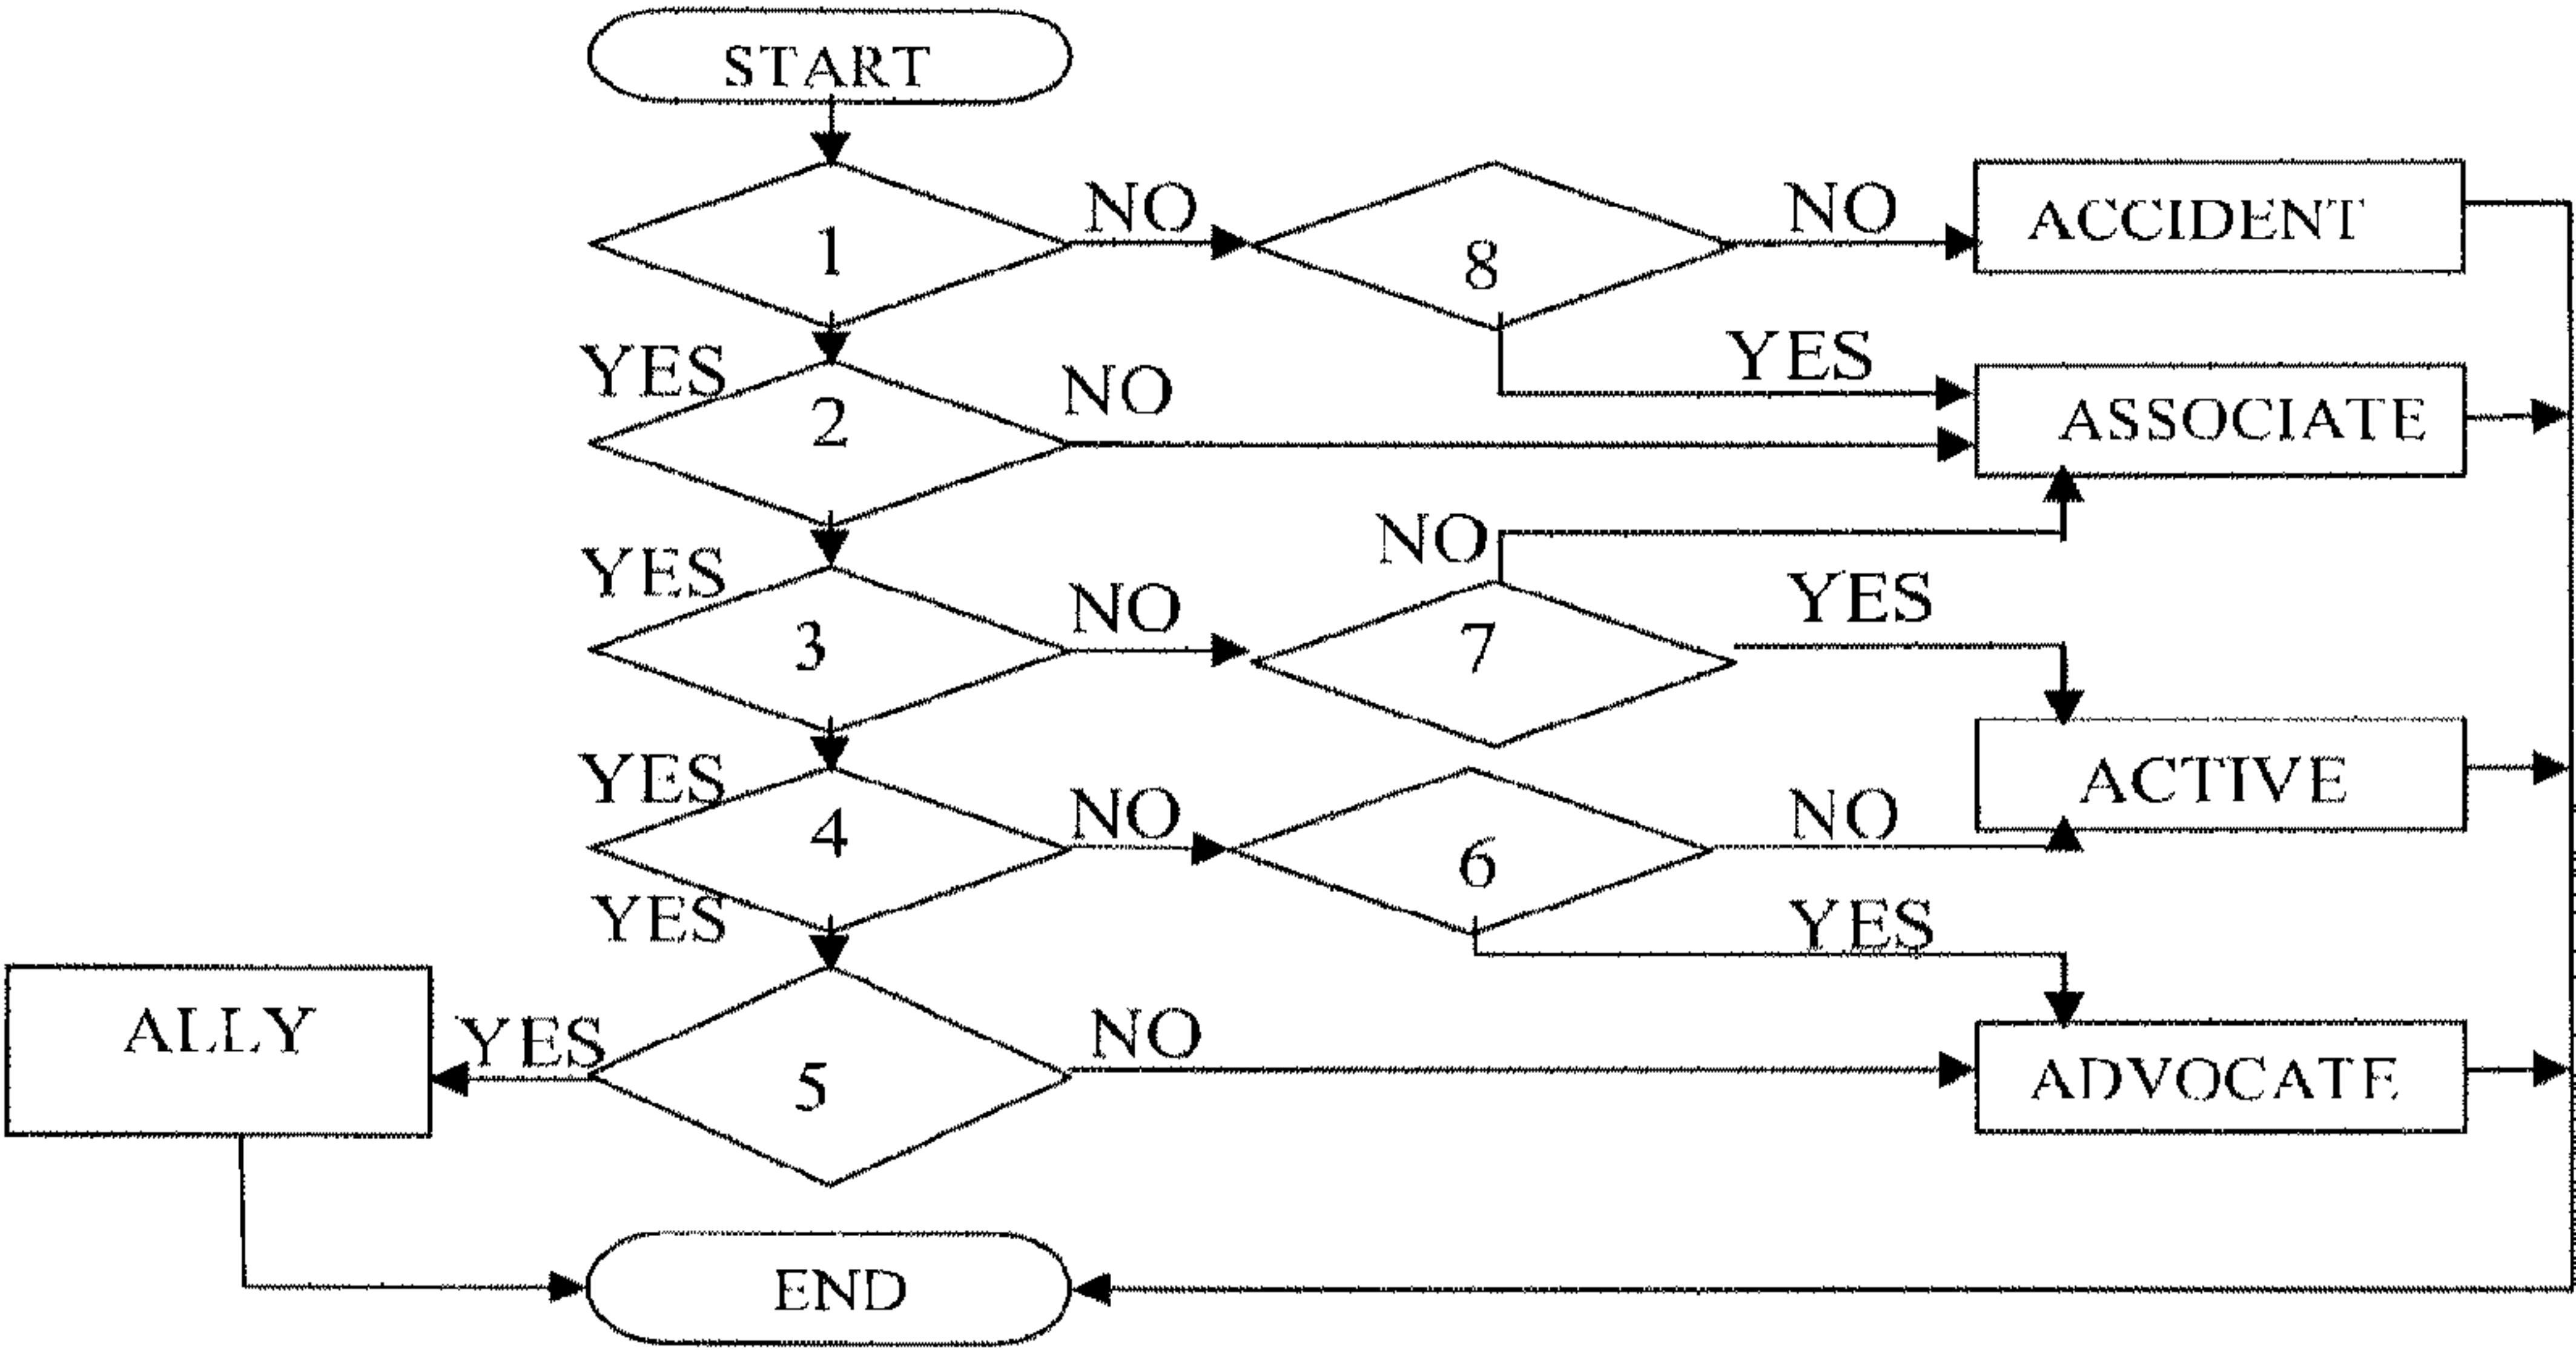 START
NO
NO
ACCIDENT
1
8
YES
YES
NO
ASSOCIATE
2
NO
YES
NO
YES
3
7
YES
NO
NO
ACTIVE
4
6
YES
YES
ALLY
YES
NO
ADVOCATE
5
END